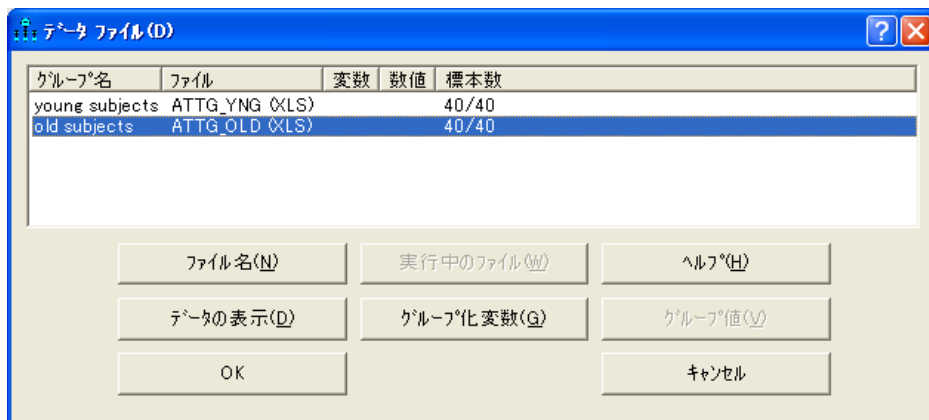 データ ファイル(D)
グループ名 ファイル 変数 数値 標本数
young subjects ATTG_YNG (XLS) 40/40
old subjects ATTG_OLD (XLS) 40/40
ファイル名(N) 実行中のファイル(W) ヘルプ(H)
データの表示(D) グループ化変数(G) グループ値(V)
OK キャンセル